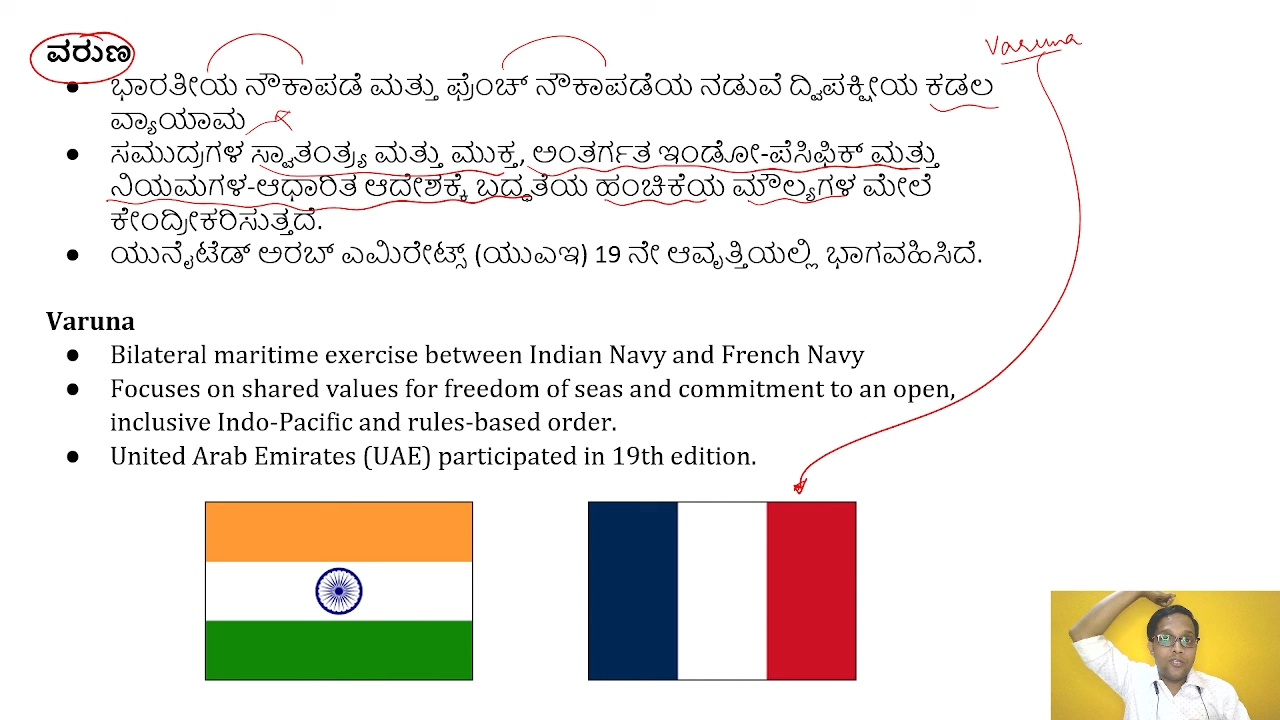 ವರುಣ
Varuna
● ಭಾರತೀಯ ನೌಕಾಪಡೆ ಮತ್ತು ಫ್ರೆಂಚ್ ನೌಕಾಪಡೆಯ ನಡುವೆ ದ್ವಿಪಕ್ಷೀಯ ಕಡಲ
ವ್ಯಾಯಾಮ
● ಸಮುದ್ರಗಳ ಸ್ವಾತಂತ್ರ್ಯ ಮತ್ತು ಮುಕ್ತ, ಅಂತರ್ಗತ ಇಂಡೋ-ಪೆಸಿಫಿಕ್ ಮತ್ತು
ನಿಯಮಗಳ-ಆಧಾರಿತ ಆದೇಶಕ್ಕೆ ಬದ್ಧತೆಯ ಹಂಚಿಕೆಯ ಮೌಲ್ಯಗಳ ಮೇಲೆ
ಕೇಂದ್ರೀಕರಿಸುತ್ತದೆ.
● ಯುನೈಟೆಡ್ ಅರಬ್ ಎಮಿರೇಟ್ಸ್ (ಯುಎಇ) 19 ನೇ ಆವೃತ್ತಿಯಲ್ಲಿ ಭಾಗವಹಿಸಿದೆ.
Varuna
● Bilateral maritime exercise between Indian Navy and French Navy
● Focuses on shared values for freedom of seas and commitment to an open,
inclusive Indo-Pacific and rules-based order.
● United Arab Emirates (UAE) participated in 19th edition.